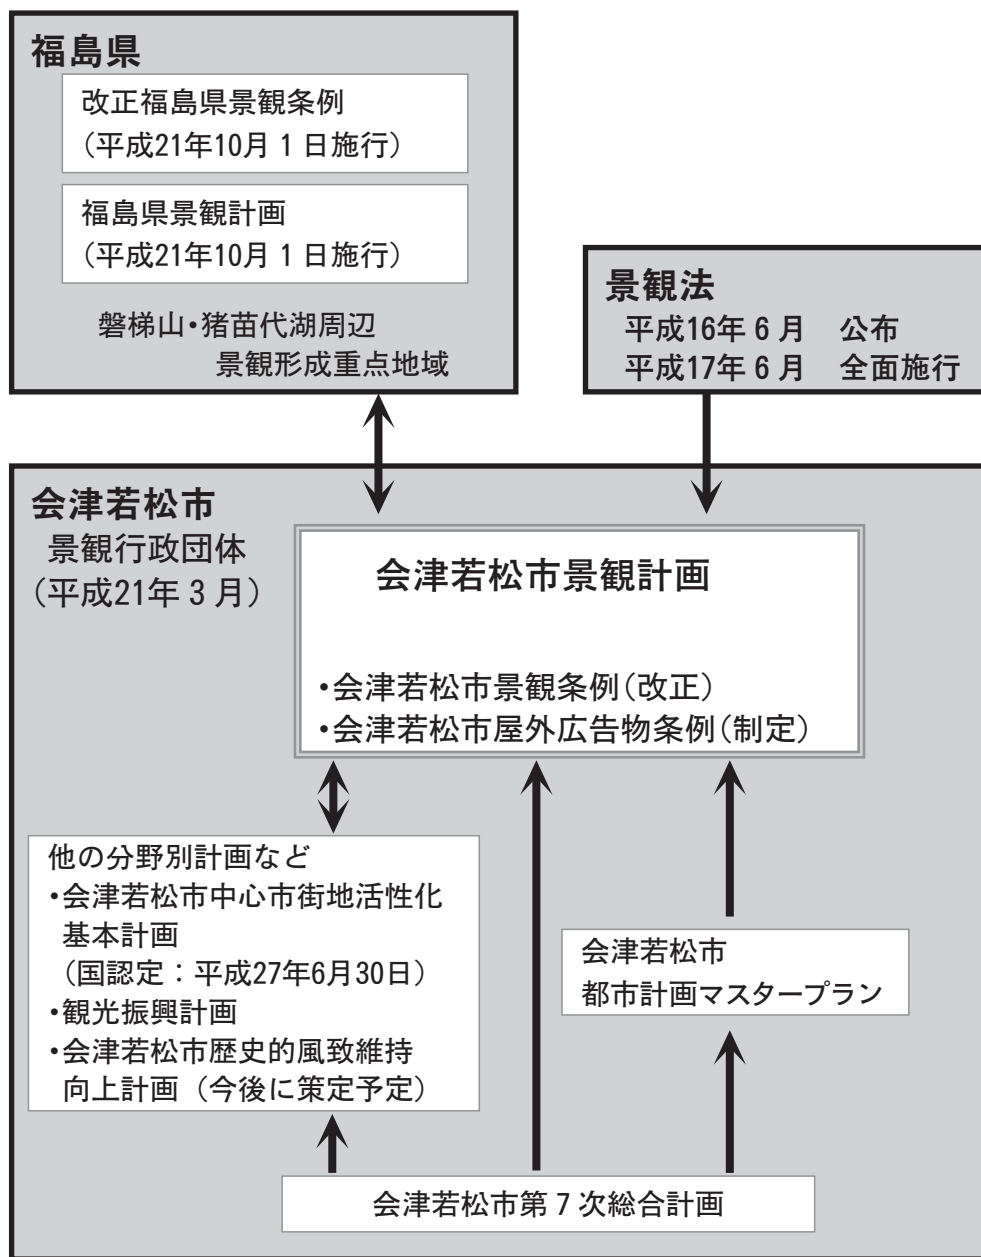 福島県
改正福島県景観条例
（平成21年10月１日施行）
福島県景観計画
（平成21年10月１日施行）
磐梯山・猪苗代湖周辺
景観形成重点地域
景観法
平成16年６月　公布
平成17年６月　全面施行
会津若松市
景観行政団体
（平成21年３月）
会津若松市景観計画
・会津若松市景観条例（改正）
・会津若松市屋外広告物条例（制定）
他の分野別計画など
・会津若松市中心市街地活性化
基本計画
（国認定：平成27年6月30日）
・観光振興計画
・会津若松市歴史的風致維持
向上計画（今後に策定予定）
会津若松市
都市計画マスタープラン
会津若松市第７次総合計画